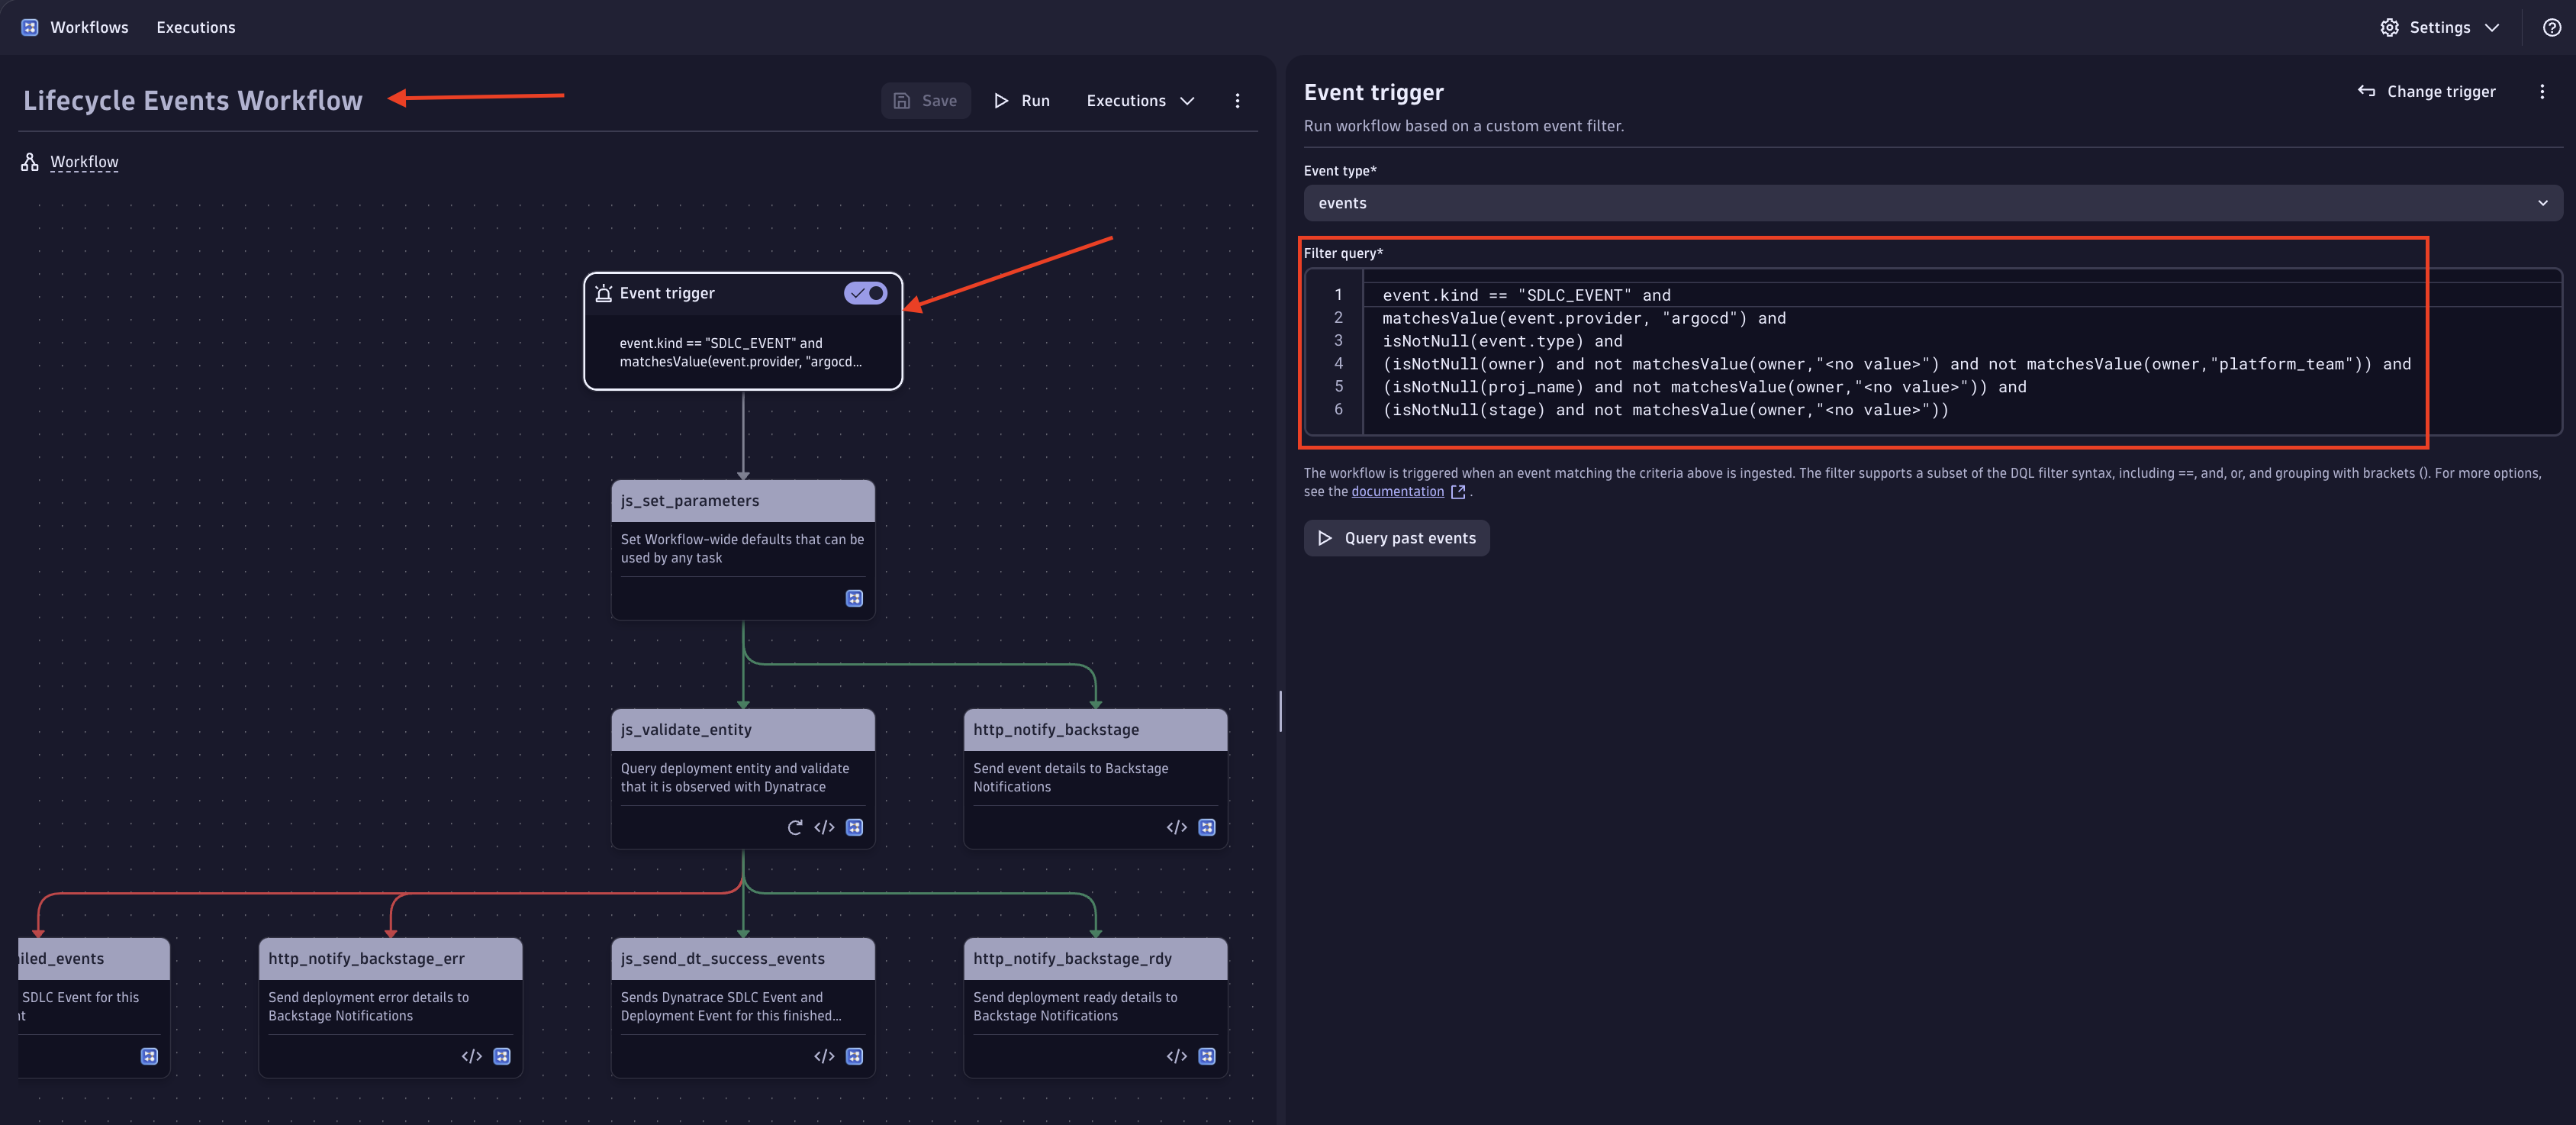 Workflows Executions Settings
Lifecycle Events Workflow
Save Run Executions
Workflow
Event trigger
event.kind == "SDLC_EVENT" and
matchesValue(event.provider, "argocd...
js_set_parameters
Set Workflow-wide defaults that can be
used by any task
js_validate_entity
Query deployment entity and validate
that it is observed with Dynatrace
http_notify_backstage
Send event details to Backstage
Notifications
iled_events
SDLC Event for this
nt
http_notify_backstage_err
Send deployment error details to
Backstage Notifications
js_send_dt_success_events
Sends Dynatrace SDLC Event and
Deployment Event for this finished...
http_notify_backstage_rdy
Send deployment ready details to
Backstage Notifications
Event trigger
Change trigger
Run workflow based on a custom event filter.
Event type*
events
Filter query*
1 event.kind == "SDLC_EVENT" and
2 matchesValue(event.provider, "argocd") and
3 isNotNull(event.type) and
4 (isNotNull(owner) and not matchesValue(owner,"<no value>") and not matchesValue(owner,"platform_team")) and
5 (isNotNull(proj_name) and not matchesValue(owner,"<no value>")) and
6 (isNotNull(stage) and not matchesValue(owner,"<no value>"))
The workflow is triggered when an event matching the criteria above is ingested. The filter supports a subset of the DQL filter syntax, including ==, and, or, and grouping with brackets (). For more options,
see the documentation .
Query past events